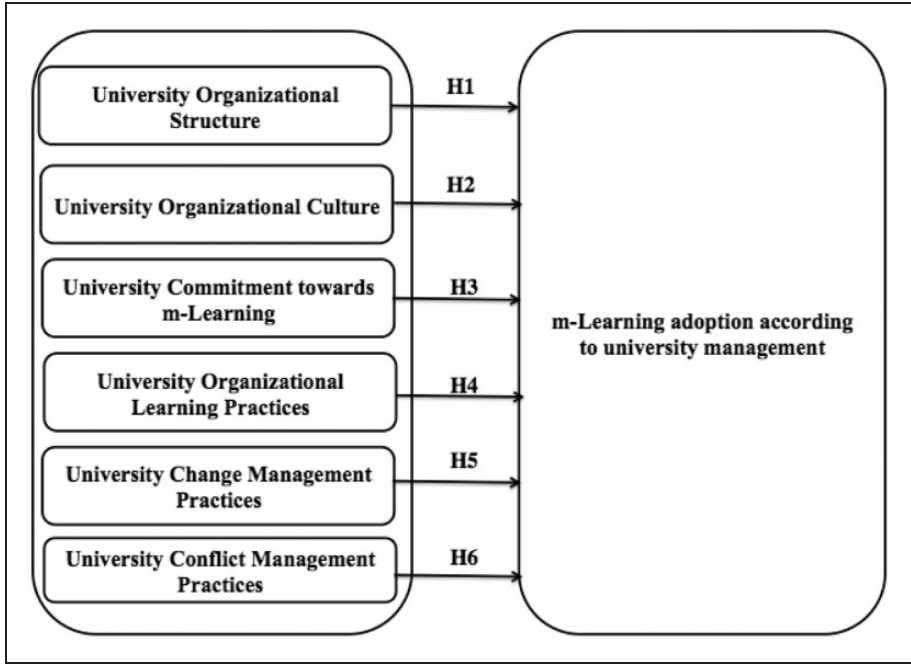 University Organizational
Structure
H1
University Organizational Culture
H2
University Commitment towards
m-Learning
H3
University Organizational
Learning Practices
H4
University Change Management
Practices
H5
University Conflict Management
Practices
H6
m-Learning adoption according
to university management